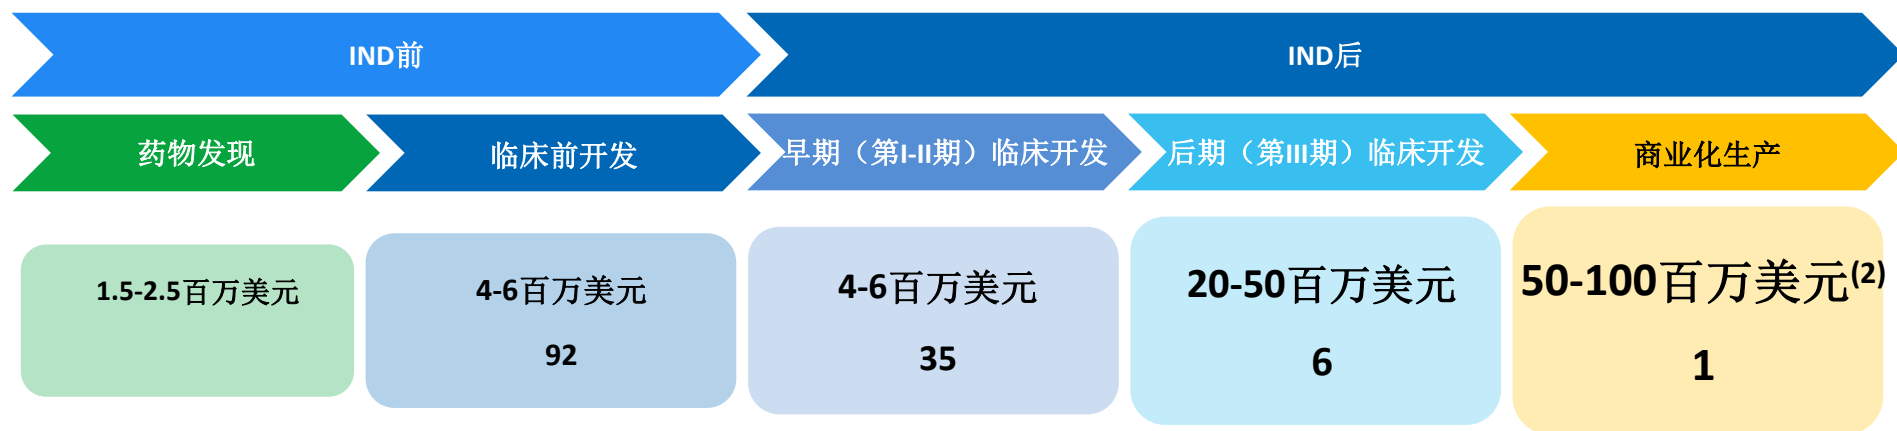 IND前
IND后
药物发现
临床前开发
早期（第I-II期）临床开发
后期（第III期）临床开发
商业化生产
1.5-2.5百万美元
4-6百万美元
92
4-6百万美元
35
20-50百万美元
6
50-100百万美元(2)
1